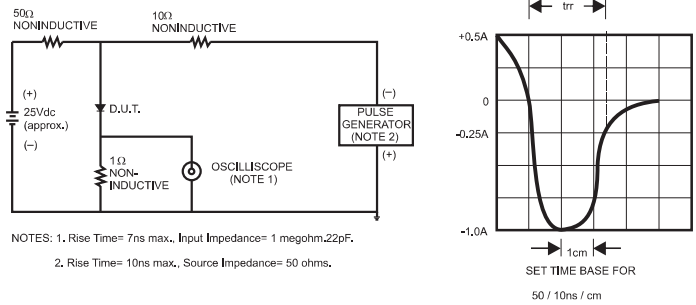 50Ω
NONINDUCTIVE
10Ω
NONINDUCTIVE
(+)
25Vdc
(approx.)
(−)
D.U.T.
1Ω
NON-
INDUCTIVE
OSCILLISCOPE
(NOTE 1)
(−)
PULSE
GENERATOR
(NOTE 2)
(+)
NOTES: 1. Rise Time= 7ns max., Input Impedance= 1 megohm.22pF.
2. Rise Time= 10ns max., Source Impedance= 50 ohms.
trr
+0.5A
0
-0.25A
-1.0A
1cm
SET TIME BASE FOR
50 / 10ns / cm